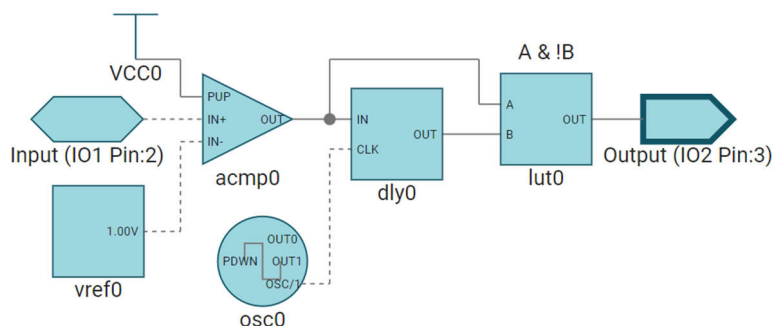 A & !B
VCC0
PUP
IN+
IN-
OUT
acmp0
Input (IO1 Pin:2)
1.00V
vref0
IN
CLK
OUT
dly0
A
B
OUT
lut0
Output (IO2 Pin:3)
OUT0
PDWN
OUT1
OSC/1
osc0